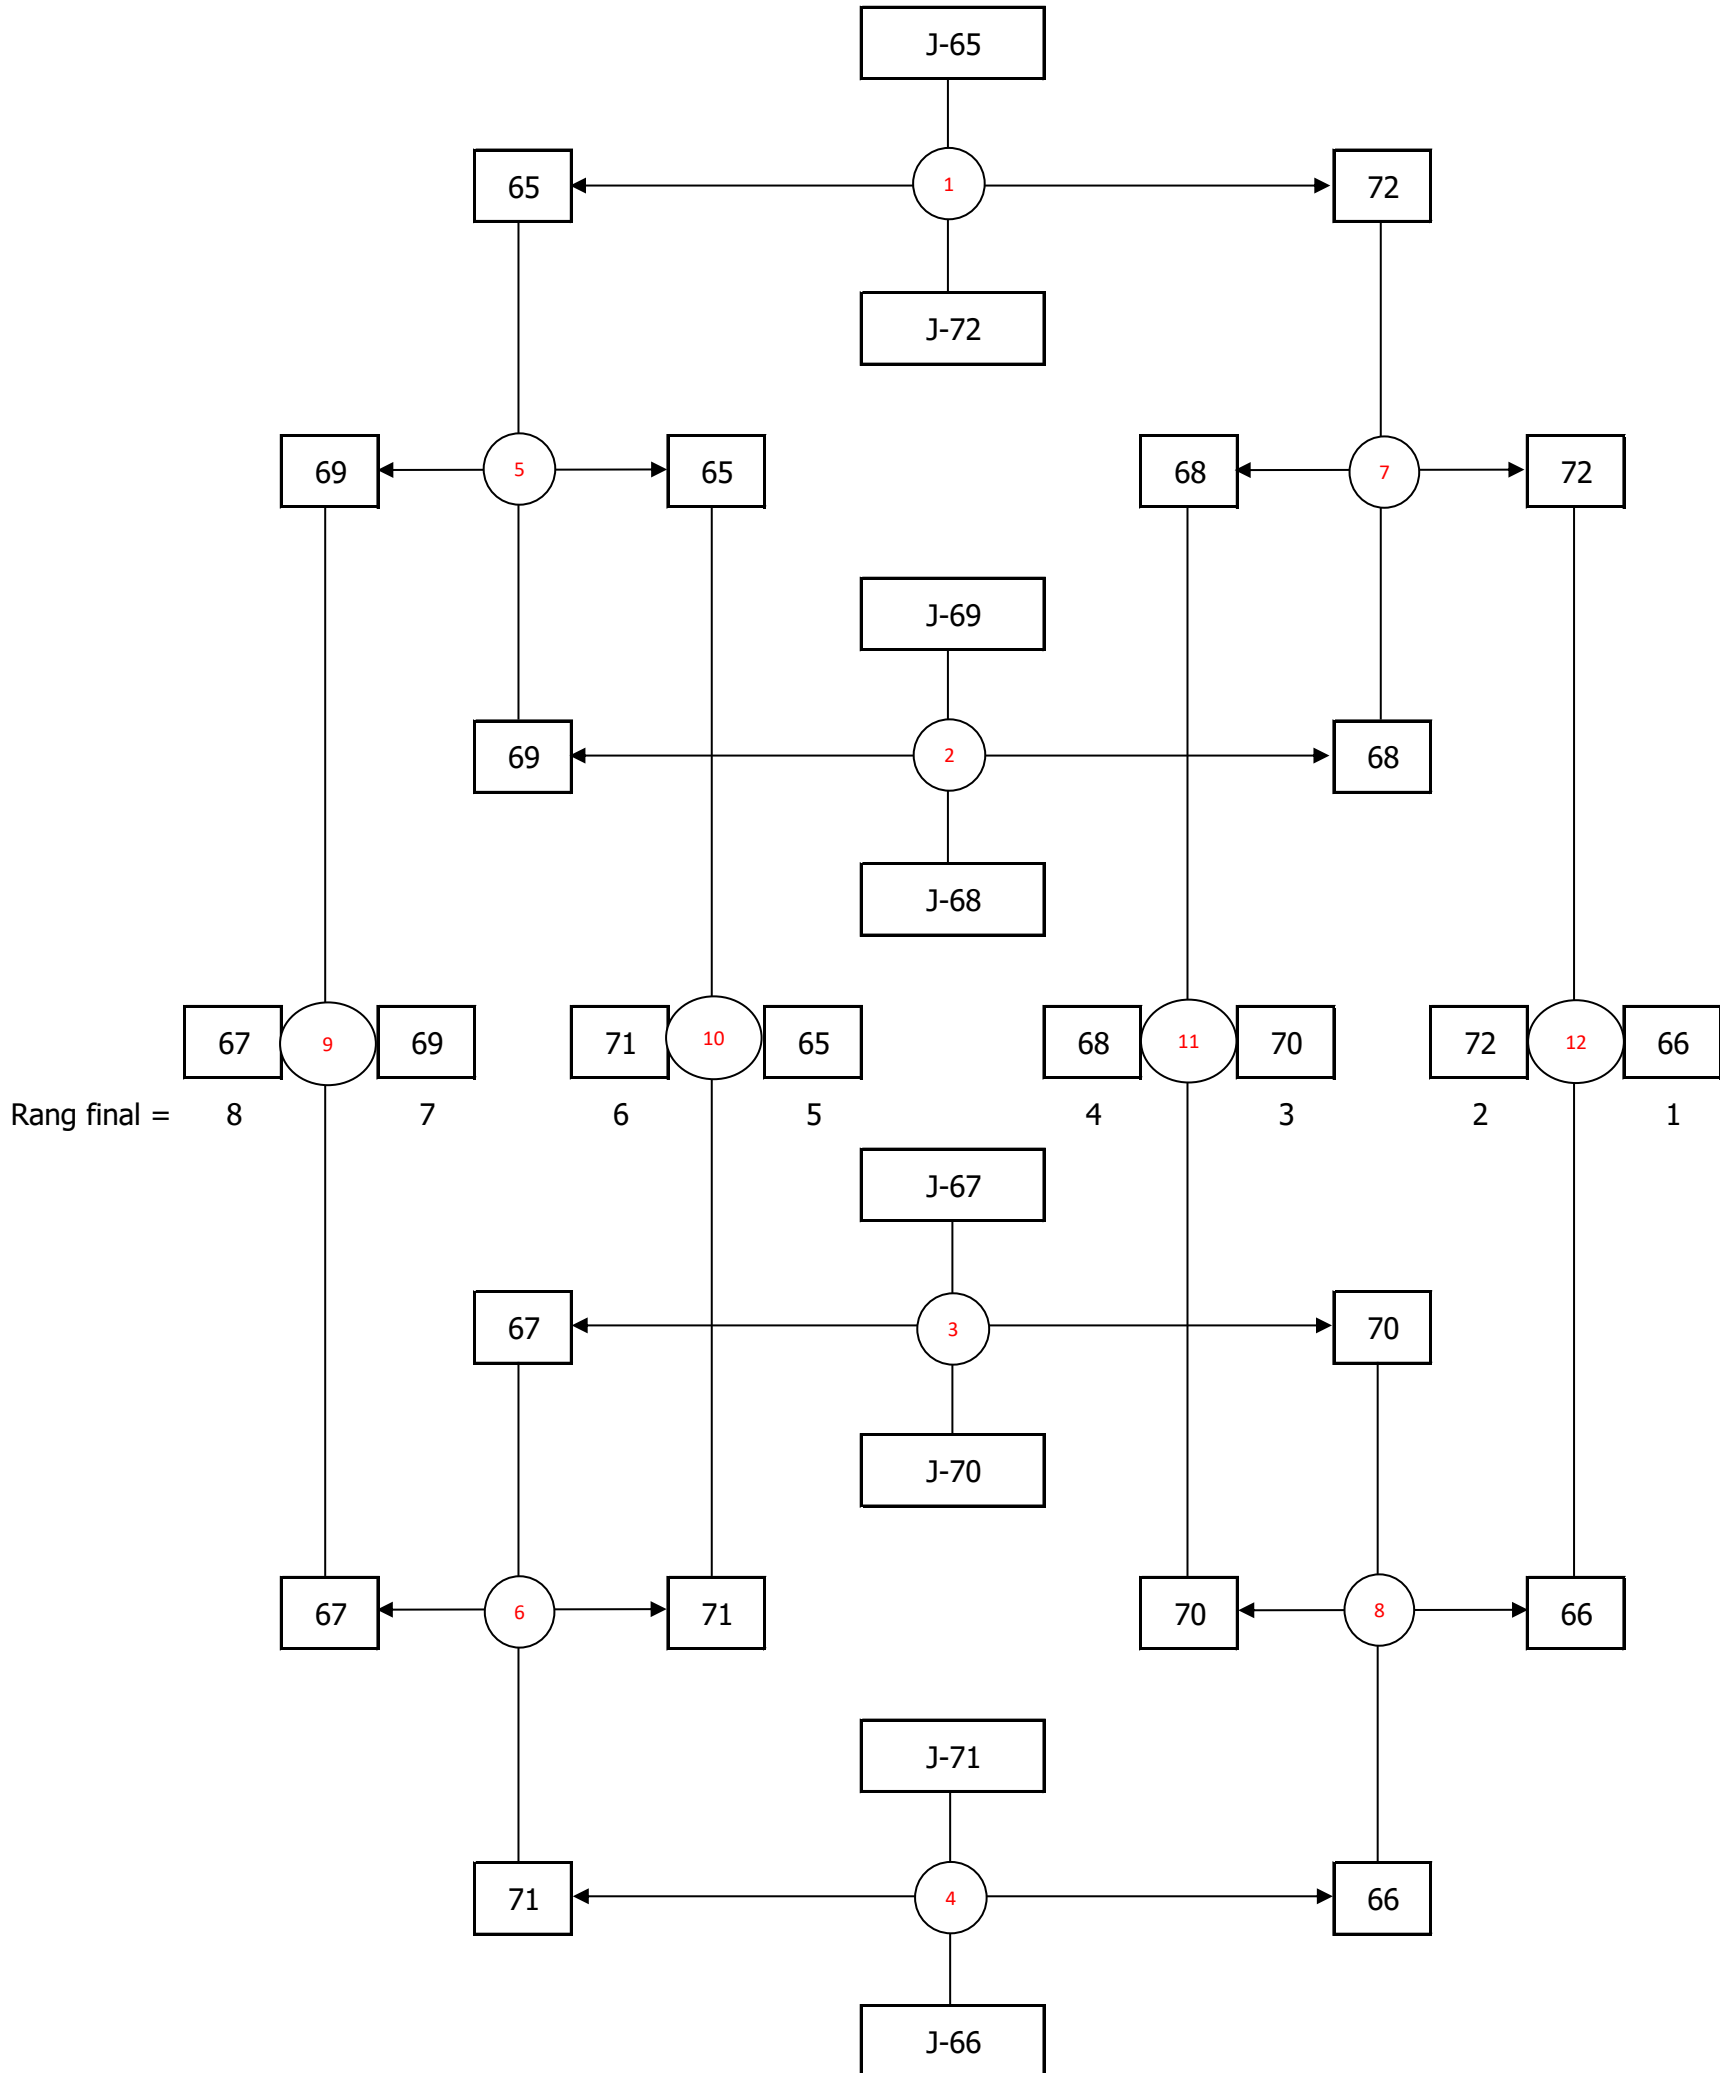 J-65
65 1 72
J-72
69 5 65 68 7 72
J-69
69 2 68
J-68
67 9 69 71 10 65 68 11 70 72 12 66
Rang final = 8 7 6 5 4 3 2 1
J-67
67 3 70
J-70
67 6 71 70 8 66
J-71
71 4 66
J-66